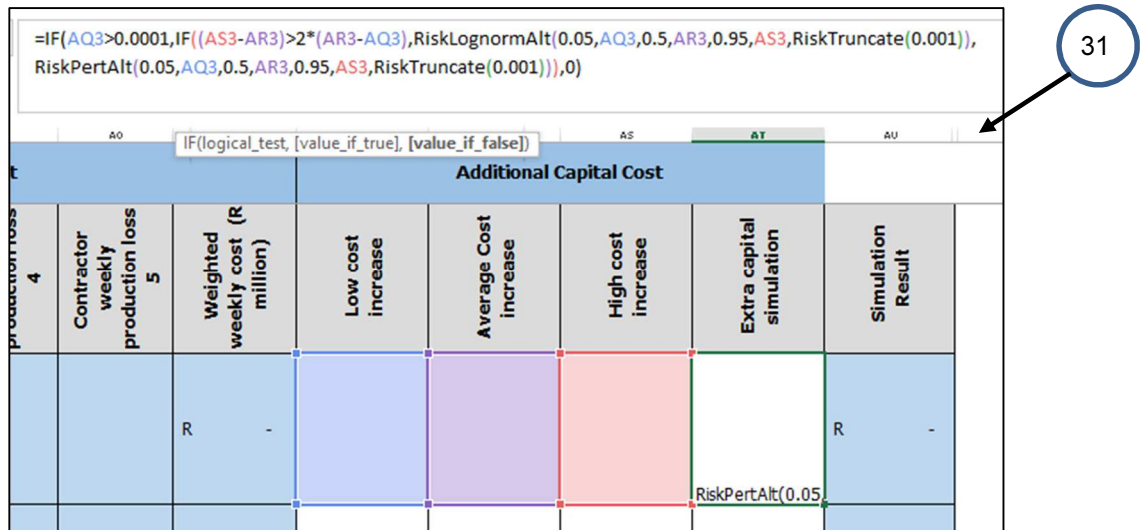 =IF(AQ3>0.0001,IF((AS3-AR3)>2*(AR3-AQ3),RiskLognormAlt(0.05,AQ3,0.5,AR3,0.95,AS3,RiskTruncate(0.001)),
RiskPertAlt(0.05,AQ3,0.5,AR3,0.95,AS3,RiskTruncate(0.001))),0)
31
AO
AS
AT
AU
IF(logical_test, [value_if_true], [value_if_false])
t
Additional Capital Cost
production loss
4
Contractor
weekly
production loss
5
Weighted
weekly cost (R
million)
Low cost
increase
Average Cost
increase
High cost
increase
Extra capital
simulation
Simulation
Result
R -
R -
RiskPertAlt(0.05,